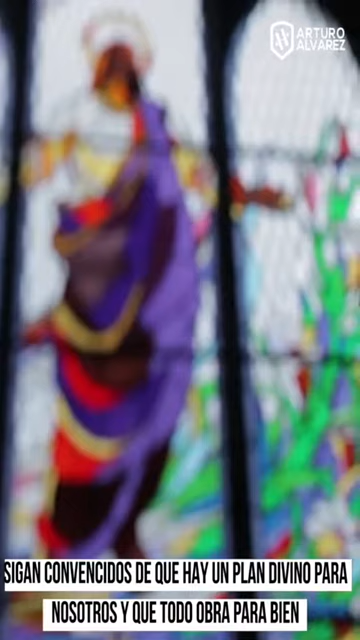 ARTURO
ALVAREZ
SIGAN CONVENCIDOS DE QUE HAY UN PLAN DIVINO PARA
NOSOTROS Y QUE TODO OBRA PARA BIEN